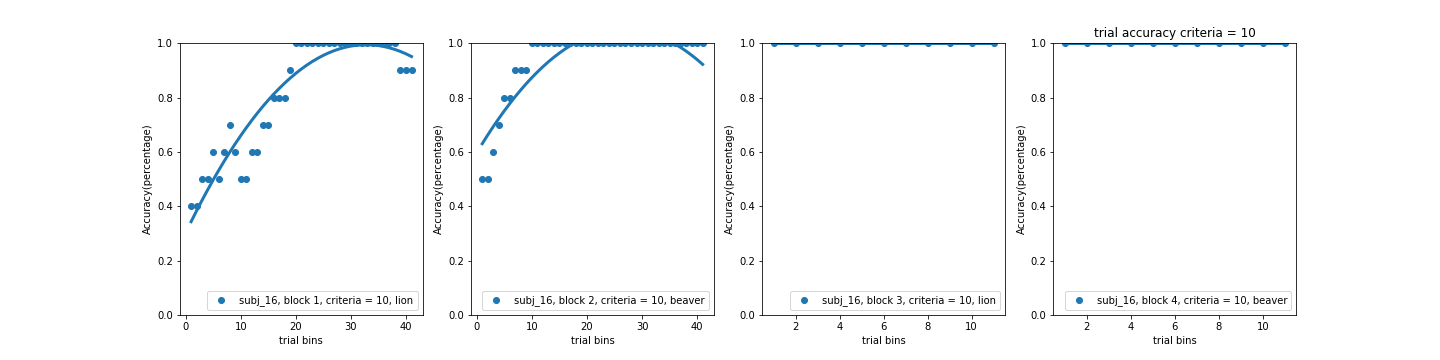 trial accuracy criteria = 10
1.0
0.8
0.6
0.4
0.2
0.0
Accuracy(percentage)
subj_16, block 1, criteria = 10, lion
0 10 20 30 40
trial bins
1.0
0.8
0.6
0.4
0.2
0.0
Accuracy(percentage)
subj_16, block 2, criteria = 10, beaver
0 10 20 30 40
trial bins
1.0
0.8
0.6
0.4
0.2
0.0
Accuracy(percentage)
subj_16, block 3, criteria = 10, lion
2 4 6 8 10
trial bins
1.0
0.8
0.6
0.4
0.2
0.0
Accuracy(percentage)
subj_16, block 4, criteria = 10, beaver
2 4 6 8 10
trial bins